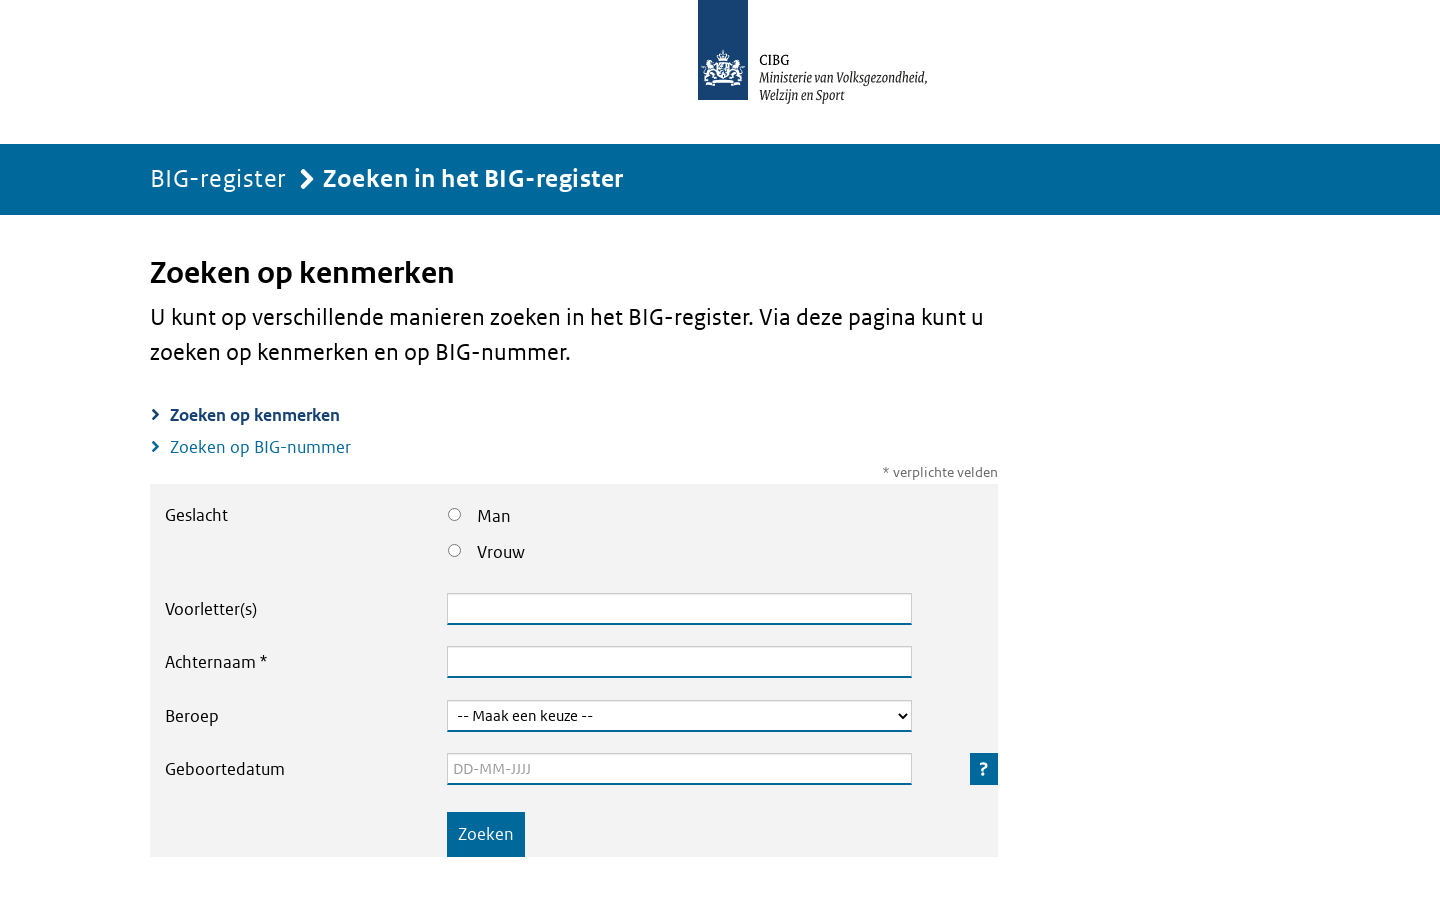 CIBG
Ministerie van Volksgezondheid,
Welzijn en Sport
BIG-register
Zoeken in het BIG-register
Zoeken op kenmerken
U kunt op verschillende manieren zoeken in het BIG-register. Via deze pagina kunt u
zoeken op kenmerken en op BIG-nummer.
Zoeken op kenmerken
Zoeken op BIG-nummer
* verplichte velden
Geslacht
Man
Vrouw
Voorletter(s)
Achternaam *
Beroep
-- Maak een keuze --
Geboortedatum
DD-MM-JJJJ
?
Zoeken